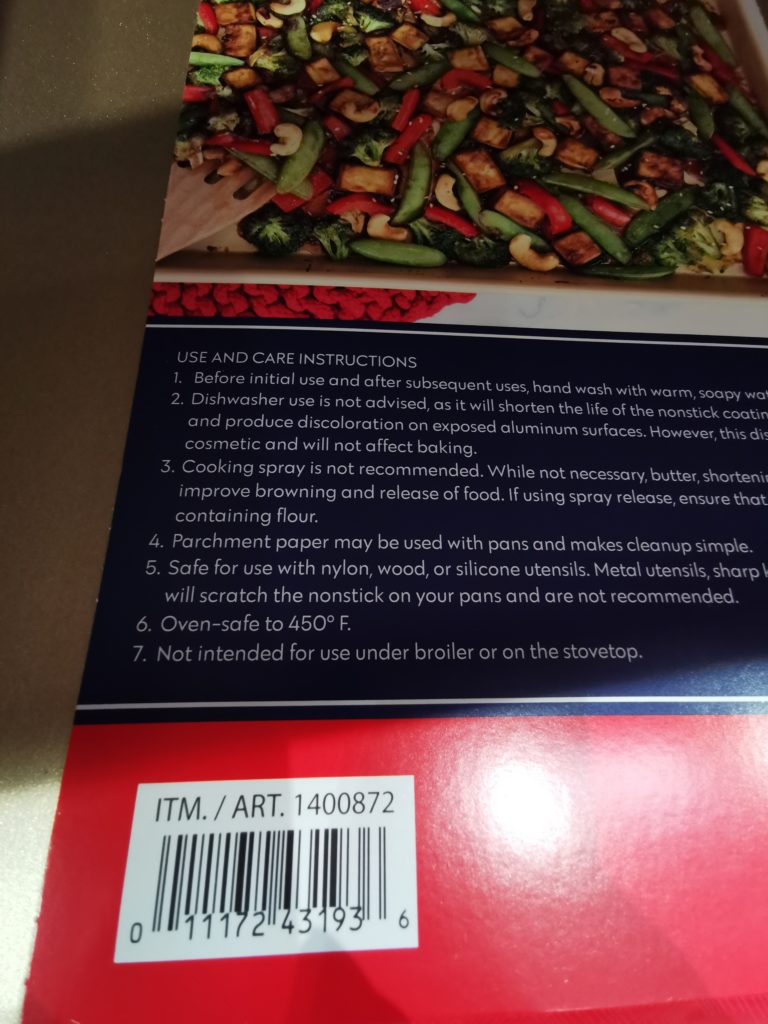 USE AND CARE INSTRUCTIONS
1. Before initial use and after subsequent uses, hand wash with warm, soapy
2. Dishwasher use is not advised, as it will shorten the life of the nonstick
and produce discoloration on exposed aluminum surfaces. However, this
cosmetic and will not affect baking.
3. Cooking spray is not recommended. While not necessary, butter,
improve browning and release of food. If using spray release, ensure that
containing flour.
4. Parchment paper may be used with pans and makes cleanup simple.
5. Safe for use with nylon, wood, or silicone utensils. Metal utensils, sharp
will scratch the nonstick on your pans and are not recommended.
6. Oven-safe to 450° F.
7. Not intended for use under broiler or on the stovetop.
ITM. / ART. 1400872
0 11172 43193 6